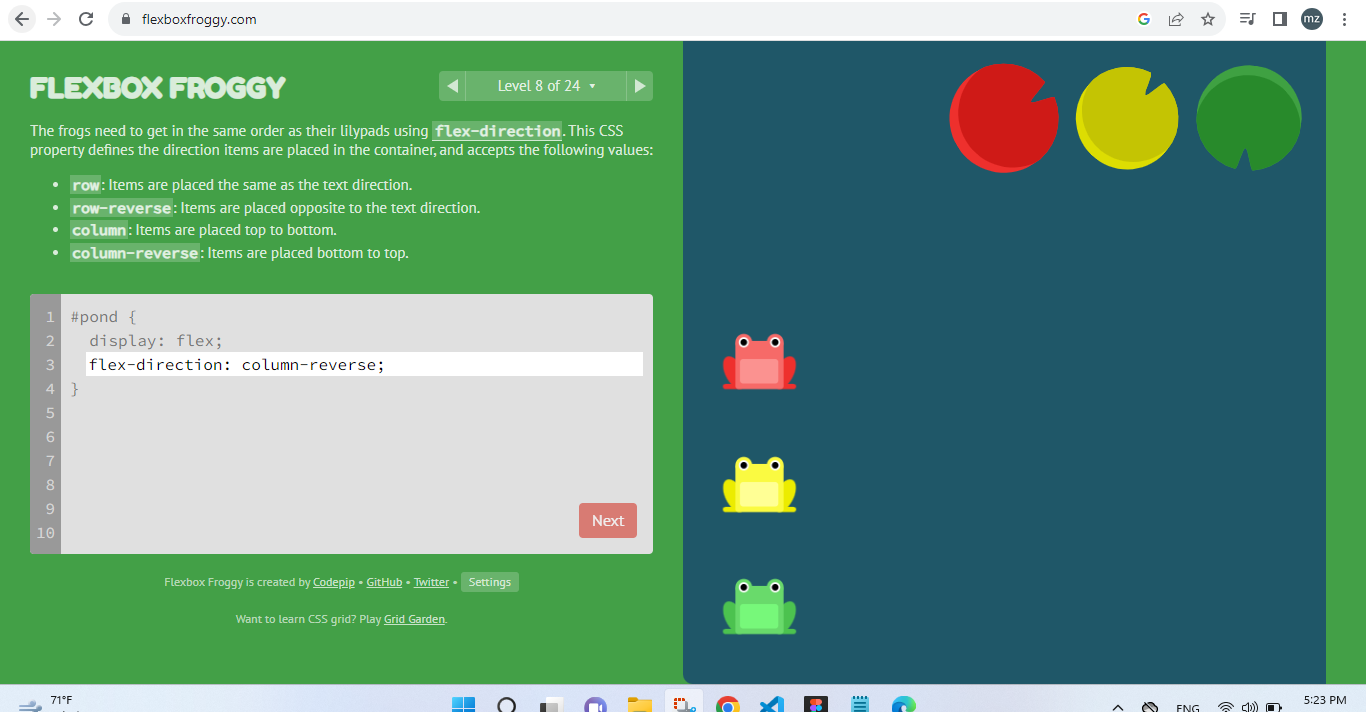 flexboxfroggy.com
mz
FLEXBOX FROGGY
Level 8 of 24
The frogs need to get in the same order as their lilypads using flex-direction. This CSS
property defines the direction items are placed in the container, and accepts the following values:
• row: Items are placed the same as the text direction.
• row-reverse: Items are placed opposite to the text direction.
• column: Items are placed top to bottom.
• column-reverse: Items are placed bottom to top.
1 #pond {
2 display: flex;
3 flex-direction: column-reverse;
4 }
5
6
7
8
9
10
Next
Flexbox Froggy is created by Codepip • GitHub • Twitter • Settings
Want to learn CSS grid? Play Grid Garden.
71°F
ENG
5:23 PM